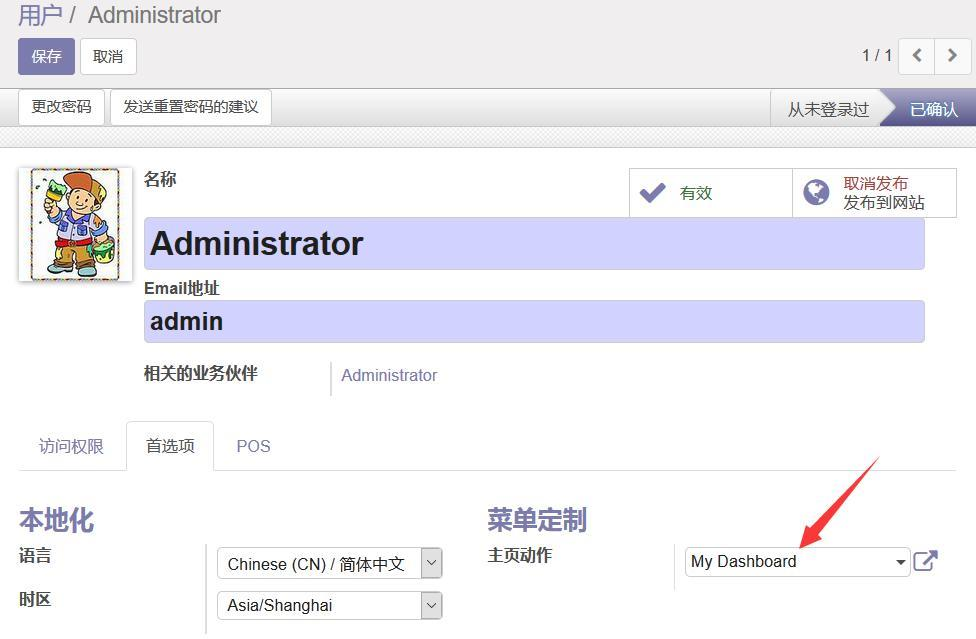 用户 / Administrator
保存 取消 1 / 1
更改密码 发送重置密码的建议 从未登录过 已确认
名称
有效
取消发布
发布到网站
Administrator
Email地址
admin
相关的业务伙伴 Administrator
访问权限 首选项 POS
本地化 菜单定制
语言 Chinese (CN) / 简体中文 主页动作 My Dashboard
时区 Asia/Shanghai